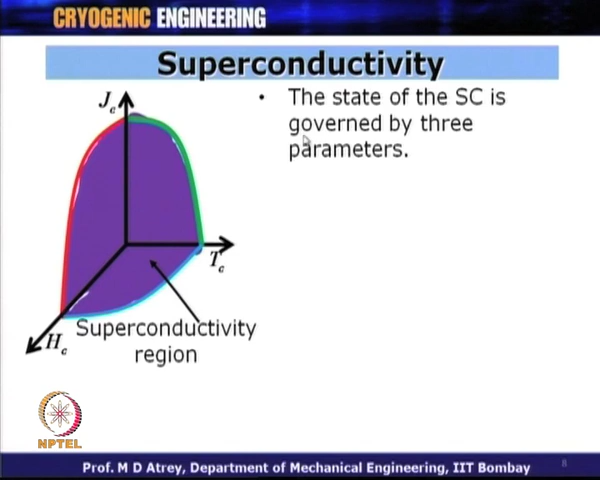 CRYOGENIC ENGINEERING
Superconductivity
J c
• The state of the SC is
governed by three
parameters.
T c
H c
Superconductivity
region
NPTEL
Prof. M D Atrey, Department of Mechanical Engineering, IIT Bombay
8